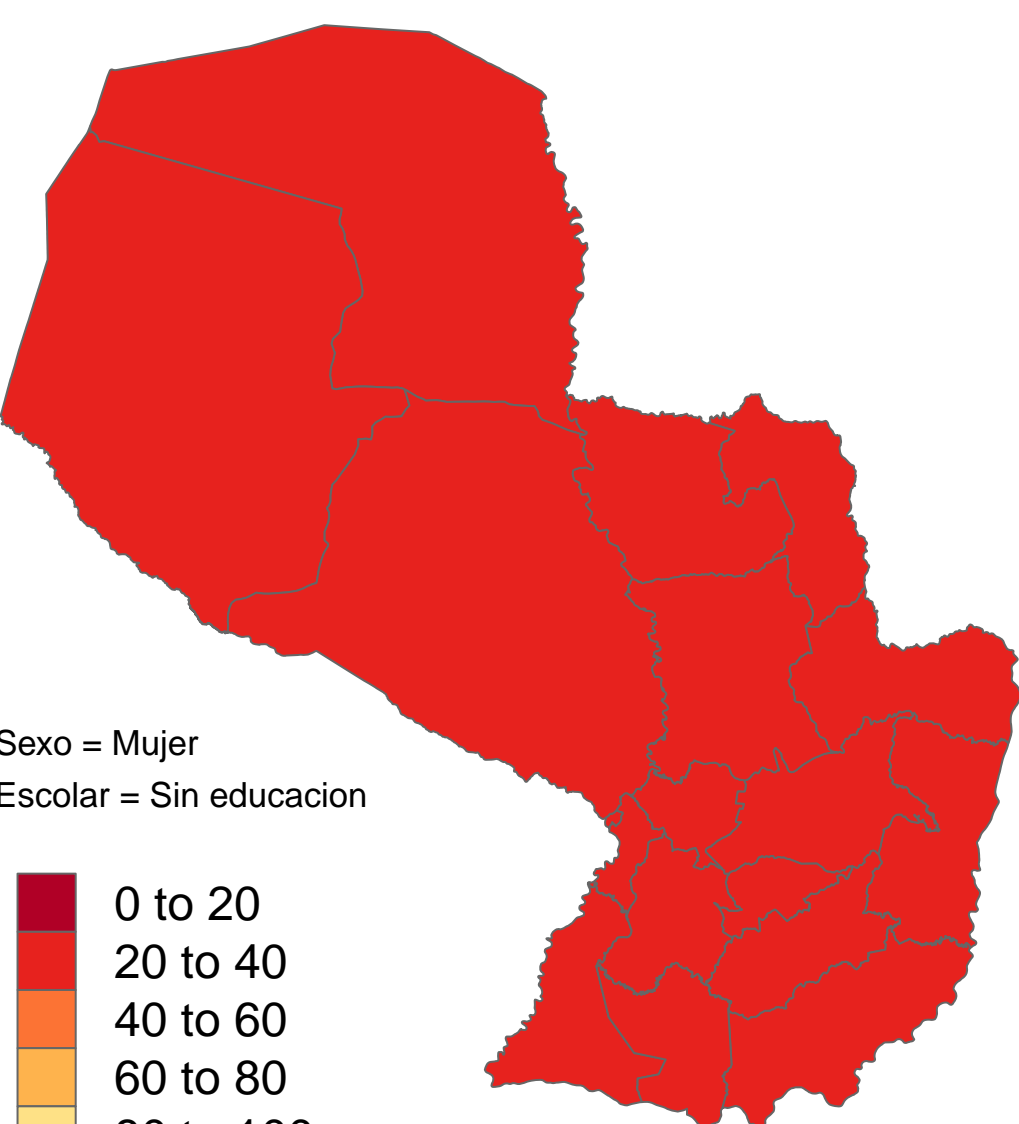 Sexo = Mujer
Escolar = Sin educacion
0 to 20
20 to 40
40 to 60
60 to 80